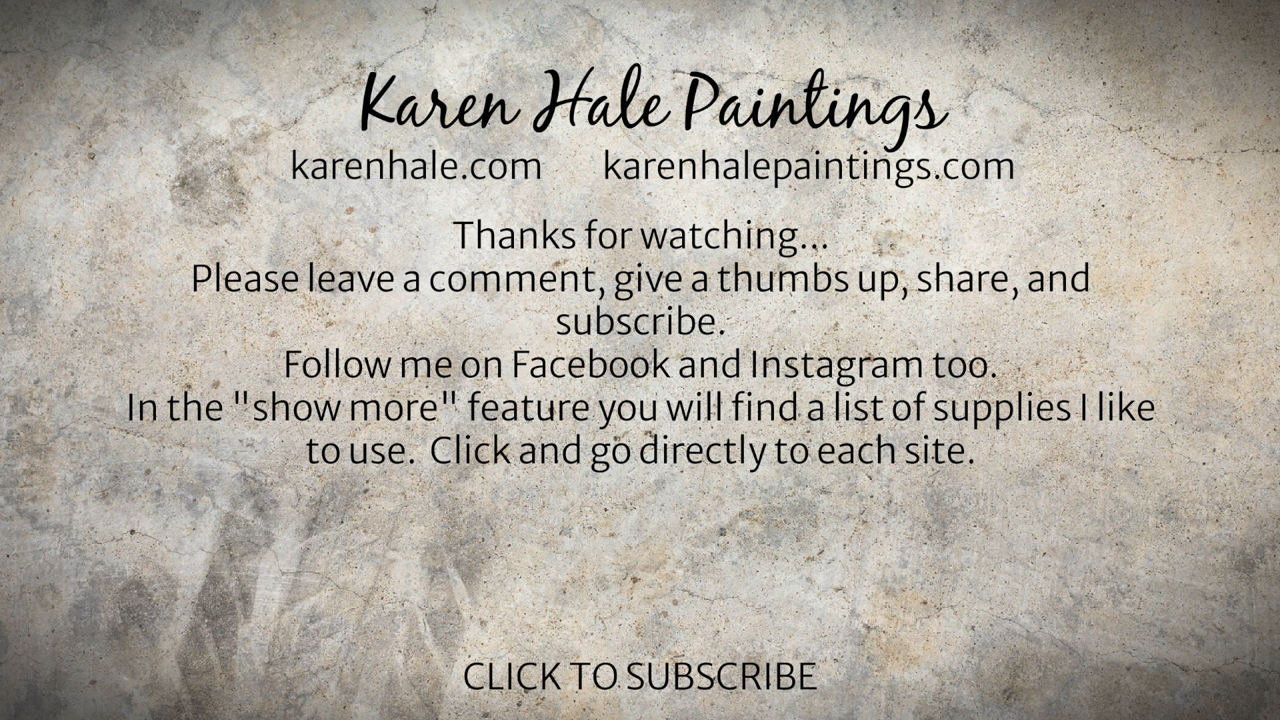 Karen Hale Paintings
karenhale.com karenhalepaintings.com
Thanks for watching...
Please leave a comment, give a thumbs up, share, and
subscribe.
Follow me on Facebook and Instagram too.
In the "show more" feature you will find a list of supplies I like
to use. Click and go directly to each site.
CLICK TO SUBSCRIBE